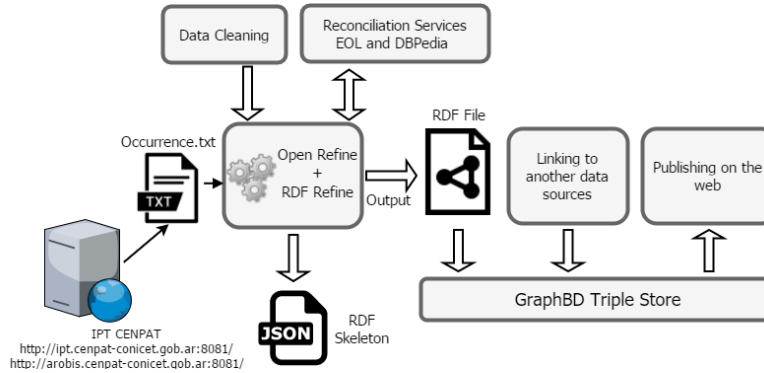 Data Cleaning
Reconciliation Services
EOL and DBPedia
Occurrence.txt
TXT
Open Refine
+
RDF Refine
Output
RDF File
Linking to
another data
sources
Publishing on the
web
GraphBD Triple Store
JSON
RDF
Skeleton
IPT CENPAT
http://ipt.cenpat-conicet.gob.ar:8081/
http://arobis.cenpat-conicet.gob.ar:8081/